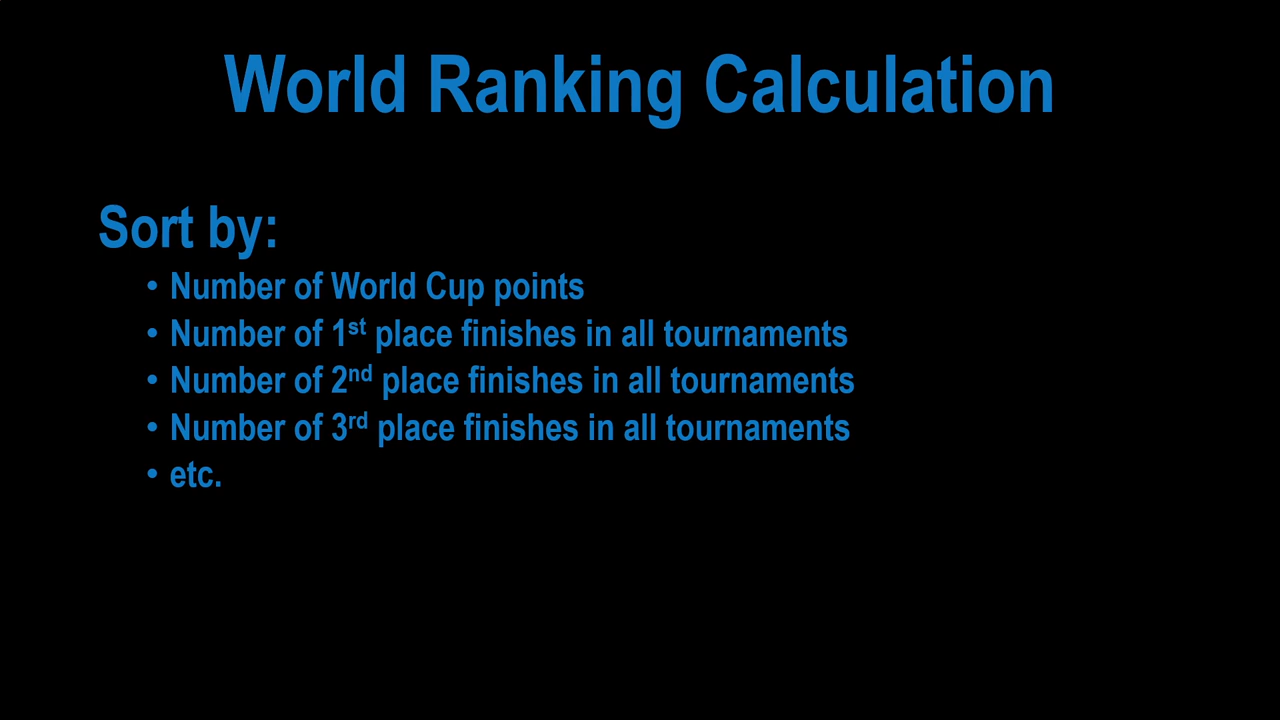 World Ranking Calculation
Sort by:
• Number of World Cup points
• Number of 1st place finishes in all tournaments
• Number of 2nd place finishes in all tournaments
• Number of 3rd place finishes in all tournaments
• etc.